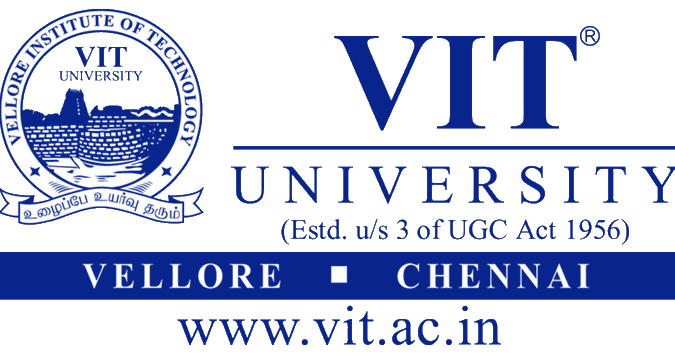 VELLORE INSTITUTE OF TECHNOLOGY
VIT
UNIVERSITY
உழைப்பே உயர்வு தரும்
VIT®
UNIVERSITY
(Estd. u/s 3 of UGC Act 1956)
VELLORE ■ CHENNAI
www.vit.ac.in